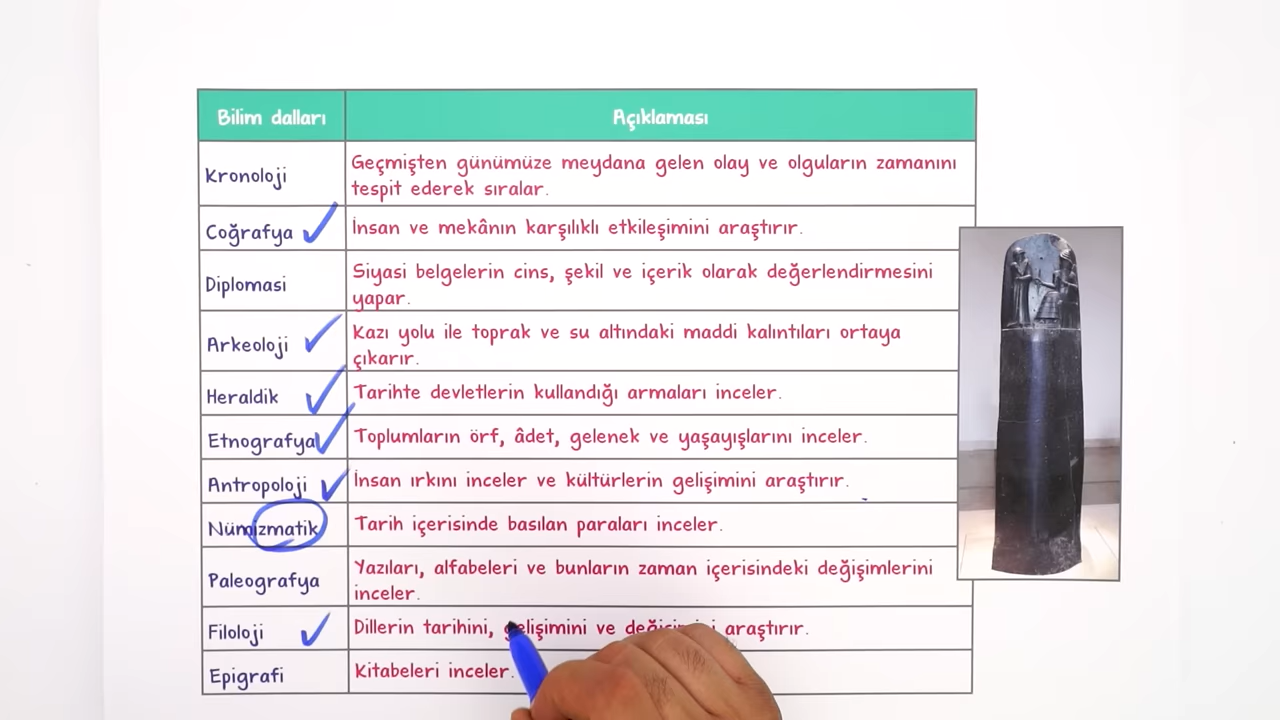 Bilim dalları
Açıklaması
Kronoloji
Geçmişten günümüze meydana gelen olay ve olguların zamanını
tespit ederek sıralar.
Coğrafya
İnsan ve mekânın karşılıklı etkileşimini araştırır.
Diplomasi
Siyasi belgelerin cins, şekil ve içerik olarak değerlendirmesini
yapar.
Arkeoloji
Kazı yolu ile toprak ve su altındaki maddi kalıntıları ortaya
çıkarır.
Heraldik
Tarihte devletlerin kullandığı armaları inceler.
Etnografya
Toplumların örf, âdet, gelenek ve yaşayışlarını inceler.
Antropoloji
İnsan ırkını inceler ve kültürlerin gelişimini araştırır.
Nümizmatik
Tarih içerisinde basılan paraları inceler.
Paleografya
Yazıları, alfabeleri ve bunların zaman içerisindeki değişimlerini
inceler.
Filoloji
Dillerin tarihini, gelişimini ve değişimini araştırır.
Epigrafi
Kitabeleri inceler.